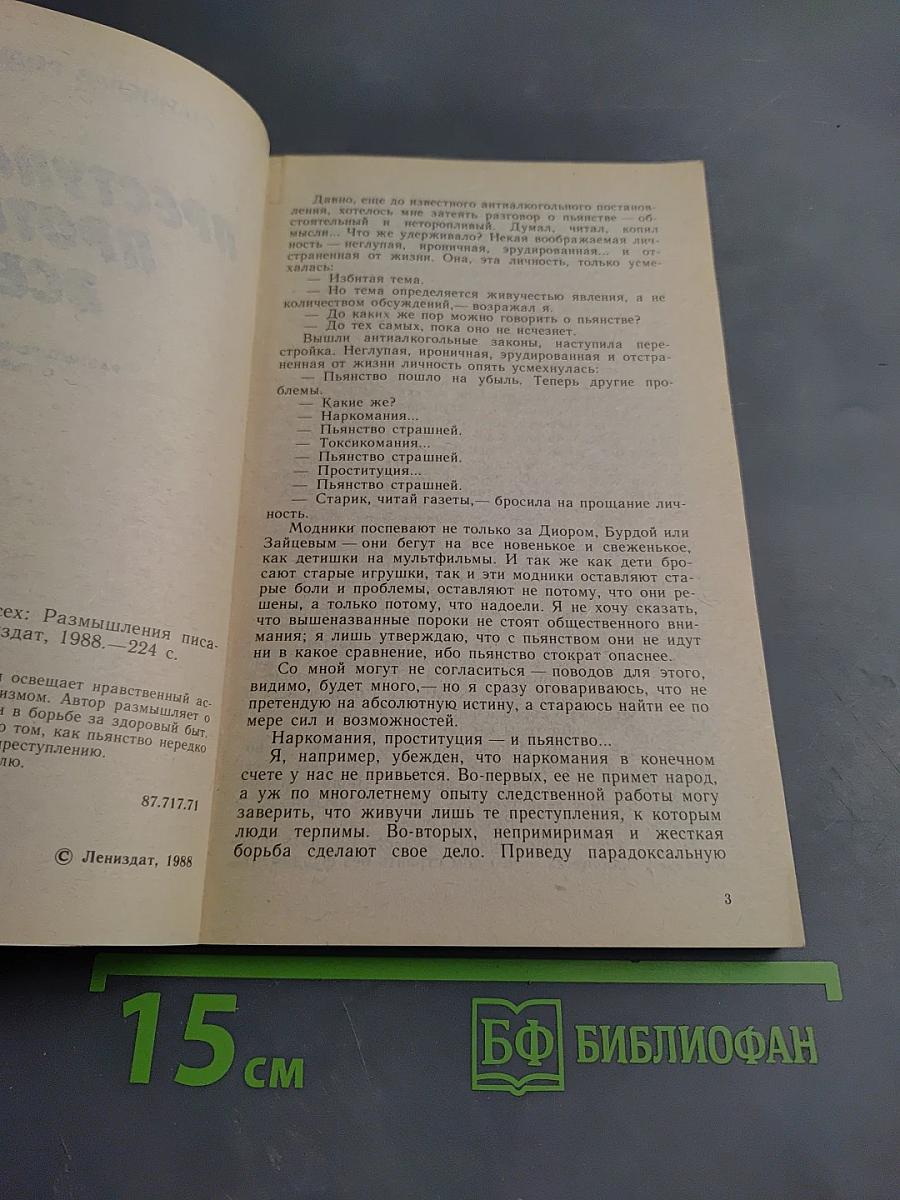 сех: Размышления писа-
издат, 1988.—224 с.
освещает нравственный ас-
измом. Автор размышляет о
и в борьбе за здоровый быт.
о том, как пьянство нередко
преступлению.
лю.
87.717.71
© Лениздат, 1988
Давно, еще до известного антиалкогольного постанов-
ления, хотелось мне затеять разговор о пьянстве — об-
стоятельный и неторопливый. Думал, читал, копил
мысли... Что же удерживало? Некая воображаемая лич-
ность — неглупая, ироничная, эрудированная... и от-
страненная от жизни. Она, эта личность, только усме-
халась:
— Избитая тема.
— Но тема определяется живучестью явления, а не
количеством обсуждений,— возражал я.
— До каких же пор можно говорить о пьянстве?
— До тех самых, пока оно не исчезнет.
Вышли антиалкогольные законы, наступила пере-
стройка. Неглупая, ироничная, эрудированная и отстра-
ненная от жизни личность опять усмехнулась:
— Пьянство пошло на убыль. Теперь другие про-
блемы.
— Какие же?
— Наркомания...
— Пьянство страшней.
— Токсикомания...
— Пьянство страшней.
— Проституция...
— Пьянство страшней.
— Старик, читай газеты,— бросила на прощание лич-
ность.
Модники поспевают не только за Диором, Бурдой или
Зайцевым — они бегут на все новенькое и свеженькое,
как детишки на мультфильмы. И так же как дети бро-
сают старые игрушки, так и эти модники оставляют ста-
рые боли и проблемы, оставляют не потому, что они ре-
шены, а только потому, что надоели. Я не хочу сказать,
что вышеназванные пороки не стоят общественного вни-
мания; я лишь утверждаю, что с пьянством они не идут
ни в какое сравнение, ибо пьянство стократ опаснее.
Со мной могут не согласиться — поводов для этого,
видимо, будет много,— но я сразу оговариваюсь, что не
претендую на абсолютную истину, а стараюсь найти ее по
мере сил и возможностей.
Наркомания, проституция — и пьянство...
Я, например, убежден, что наркомания в конечном
счете у нас не привьется. Во-первых, ее не примет народ,
а уж по многолетнему опыту следственной работы могу
заверить, что живучи лишь те преступления, к которым
люди терпимы. Во-вторых, непримиримая и жесткая
борьба сделают свое дело. Приведу парадоксальную
3
15 см
БФ БИБЛИОФАН